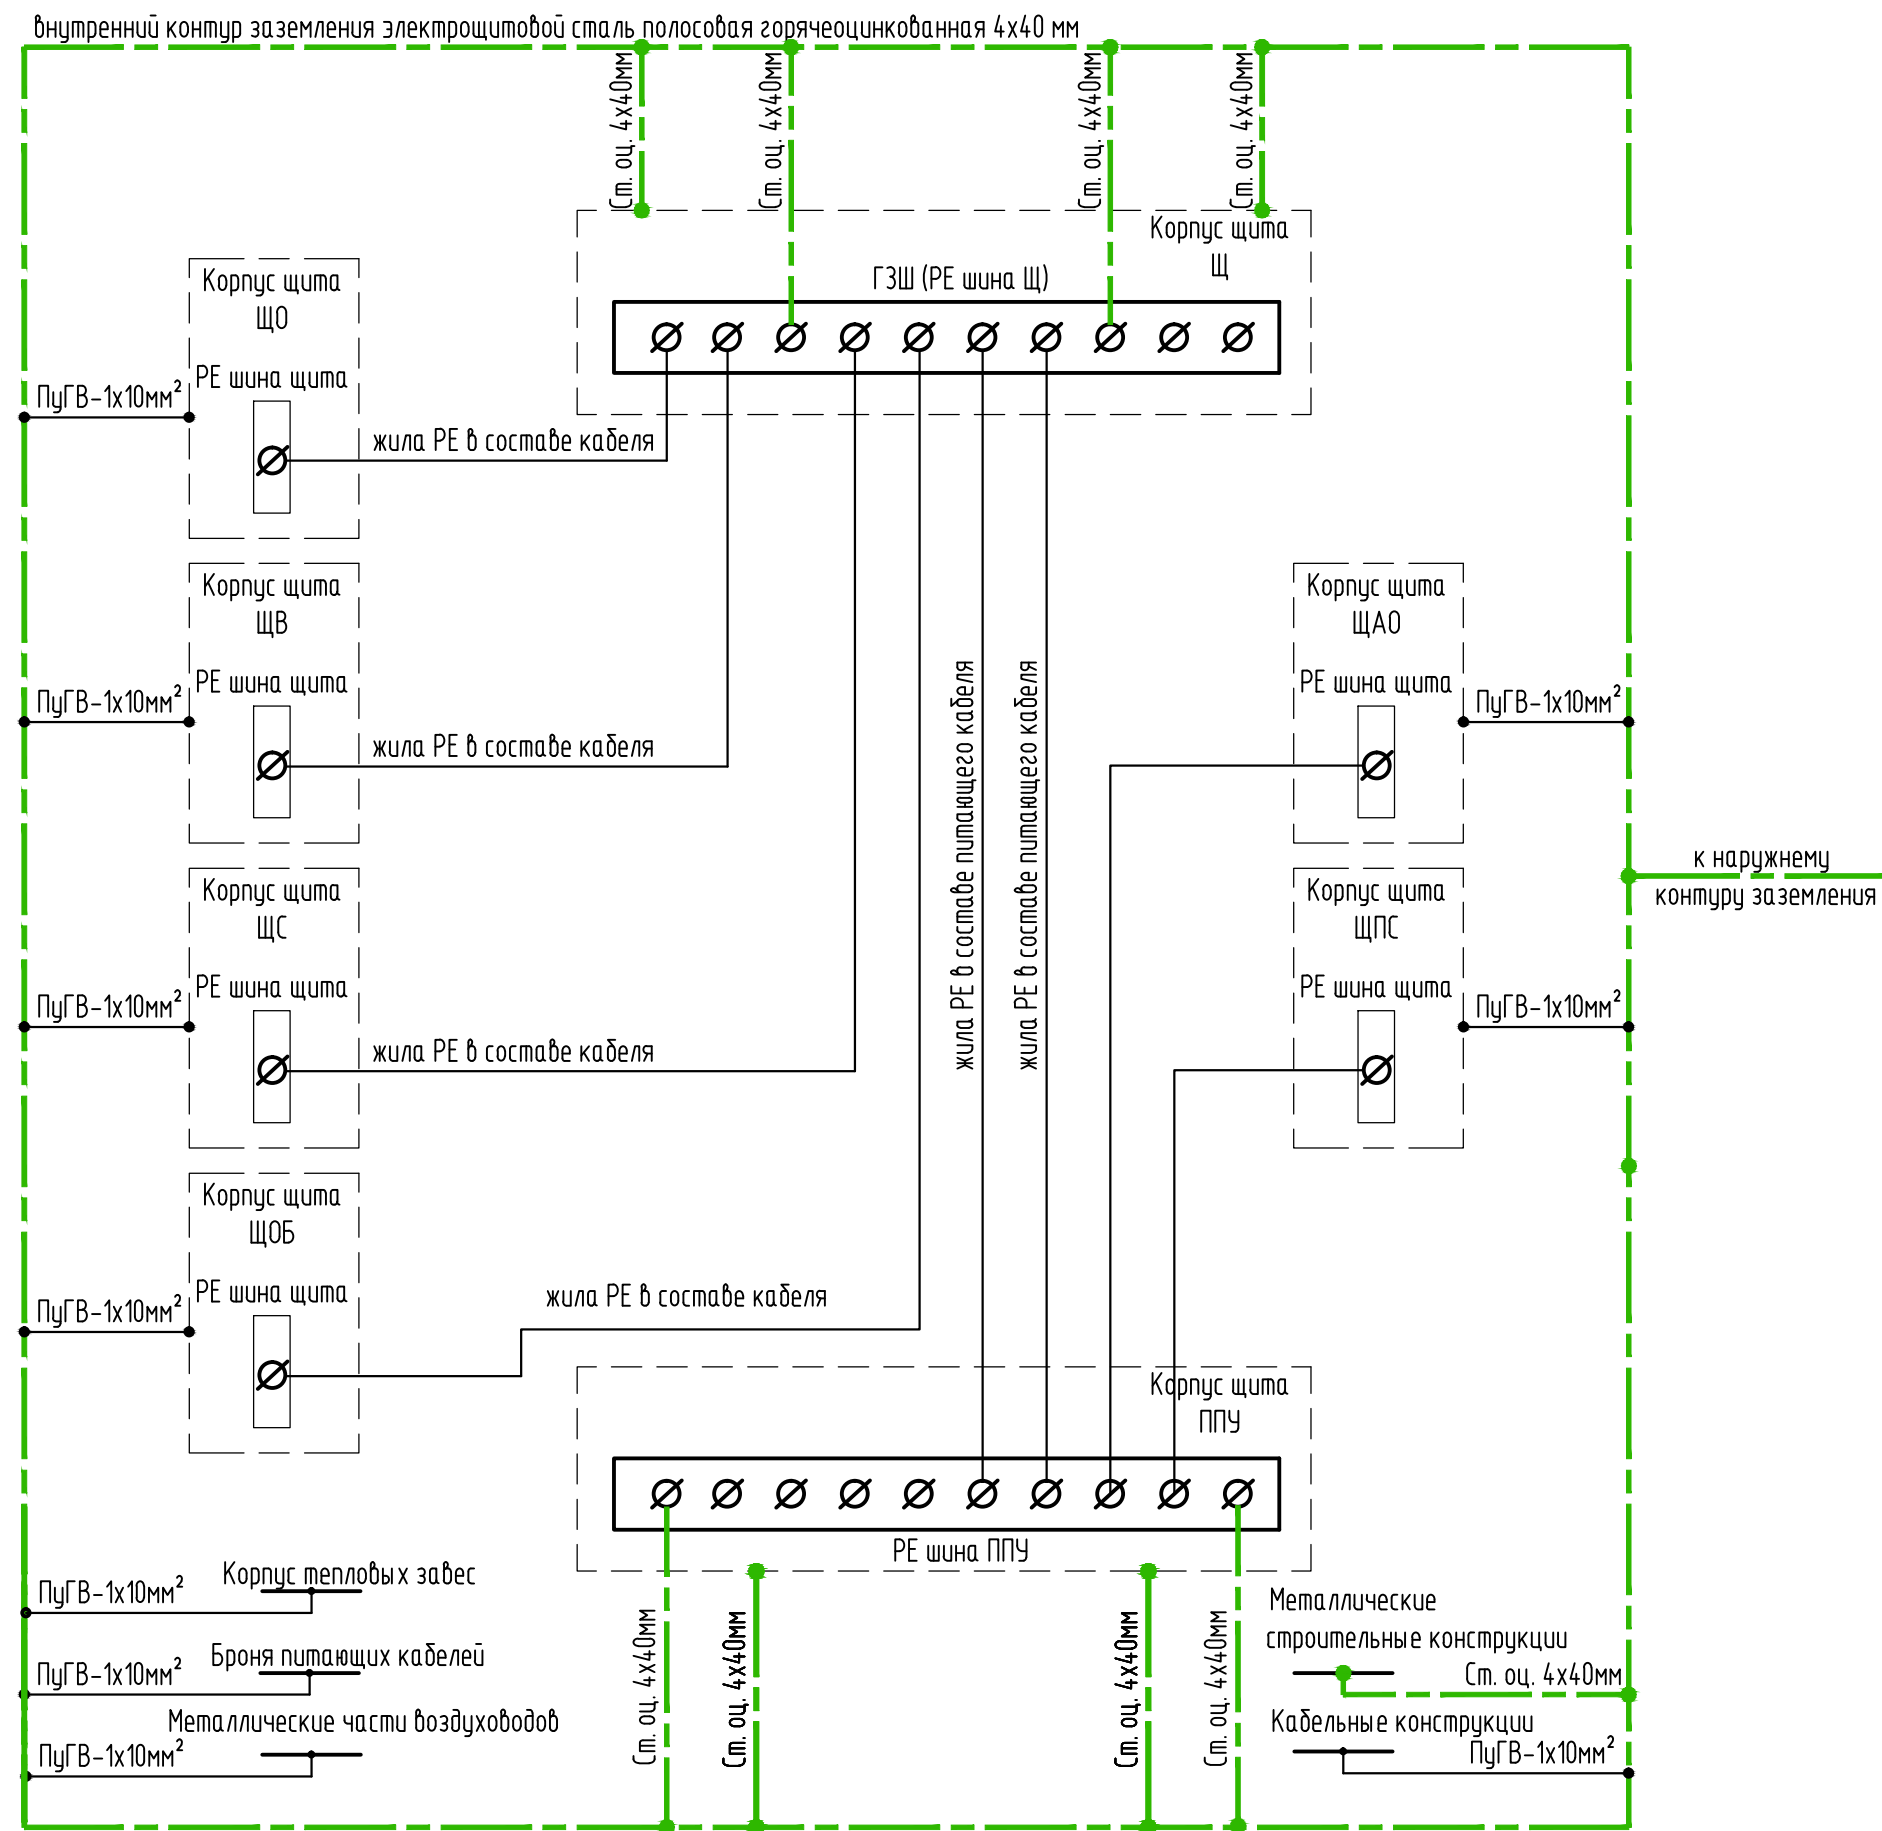 внутренний контур заземления электрощитовой сталь полосовая горячеоцинкованная 4х40 мм
Ст. оц. 4х40мм
Ст. оц. 4х40мм
Ст. оц. 4х40мм
Ст. оц. 4х40мм
Корпус щита
Щ
ГЗШ (РЕ шина Щ)
Корпус щита
ЩО
РЕ шина щита
ПуГВ-1х10мм²
жила РЕ в составе кабеля
Корпус щита
ЩВ
РЕ шина щита
ПуГВ-1х10мм²
жила РЕ в составе кабеля
Корпус щита
ЩС
РЕ шина щита
ПуГВ-1х10мм²
жила РЕ в составе кабеля
Корпус щита
ЩОБ
РЕ шина щита
ПуГВ-1х10мм²
жила РЕ в составе кабеля
жила РЕ в составе питающего кабеля
жила РЕ в составе питающего кабеля
Корпус щита
ЩАО
РЕ шина щита
ПуГВ-1х10мм²
Корпус щита
ЩПС
РЕ шина щита
ПуГВ-1х10мм²
к наружнему
контуру заземления
Корпус щита
ППУ
РЕ шина ППУ
Корпус тепловых завес
ПуГВ-1х10мм²
Броня питающих кабелей
ПуГВ-1х10мм²
Металлические части воздуховодов
ПуГВ-1х10мм²
Ст. оц. 4х40мм
Ст. оц. 4х40мм
Ст. оц. 4х40мм
Ст. оц. 4х40мм
Металлические
строительные конструкции
Ст. оц. 4х40мм
Кабельные конструкции
ПуГВ-1х10мм²